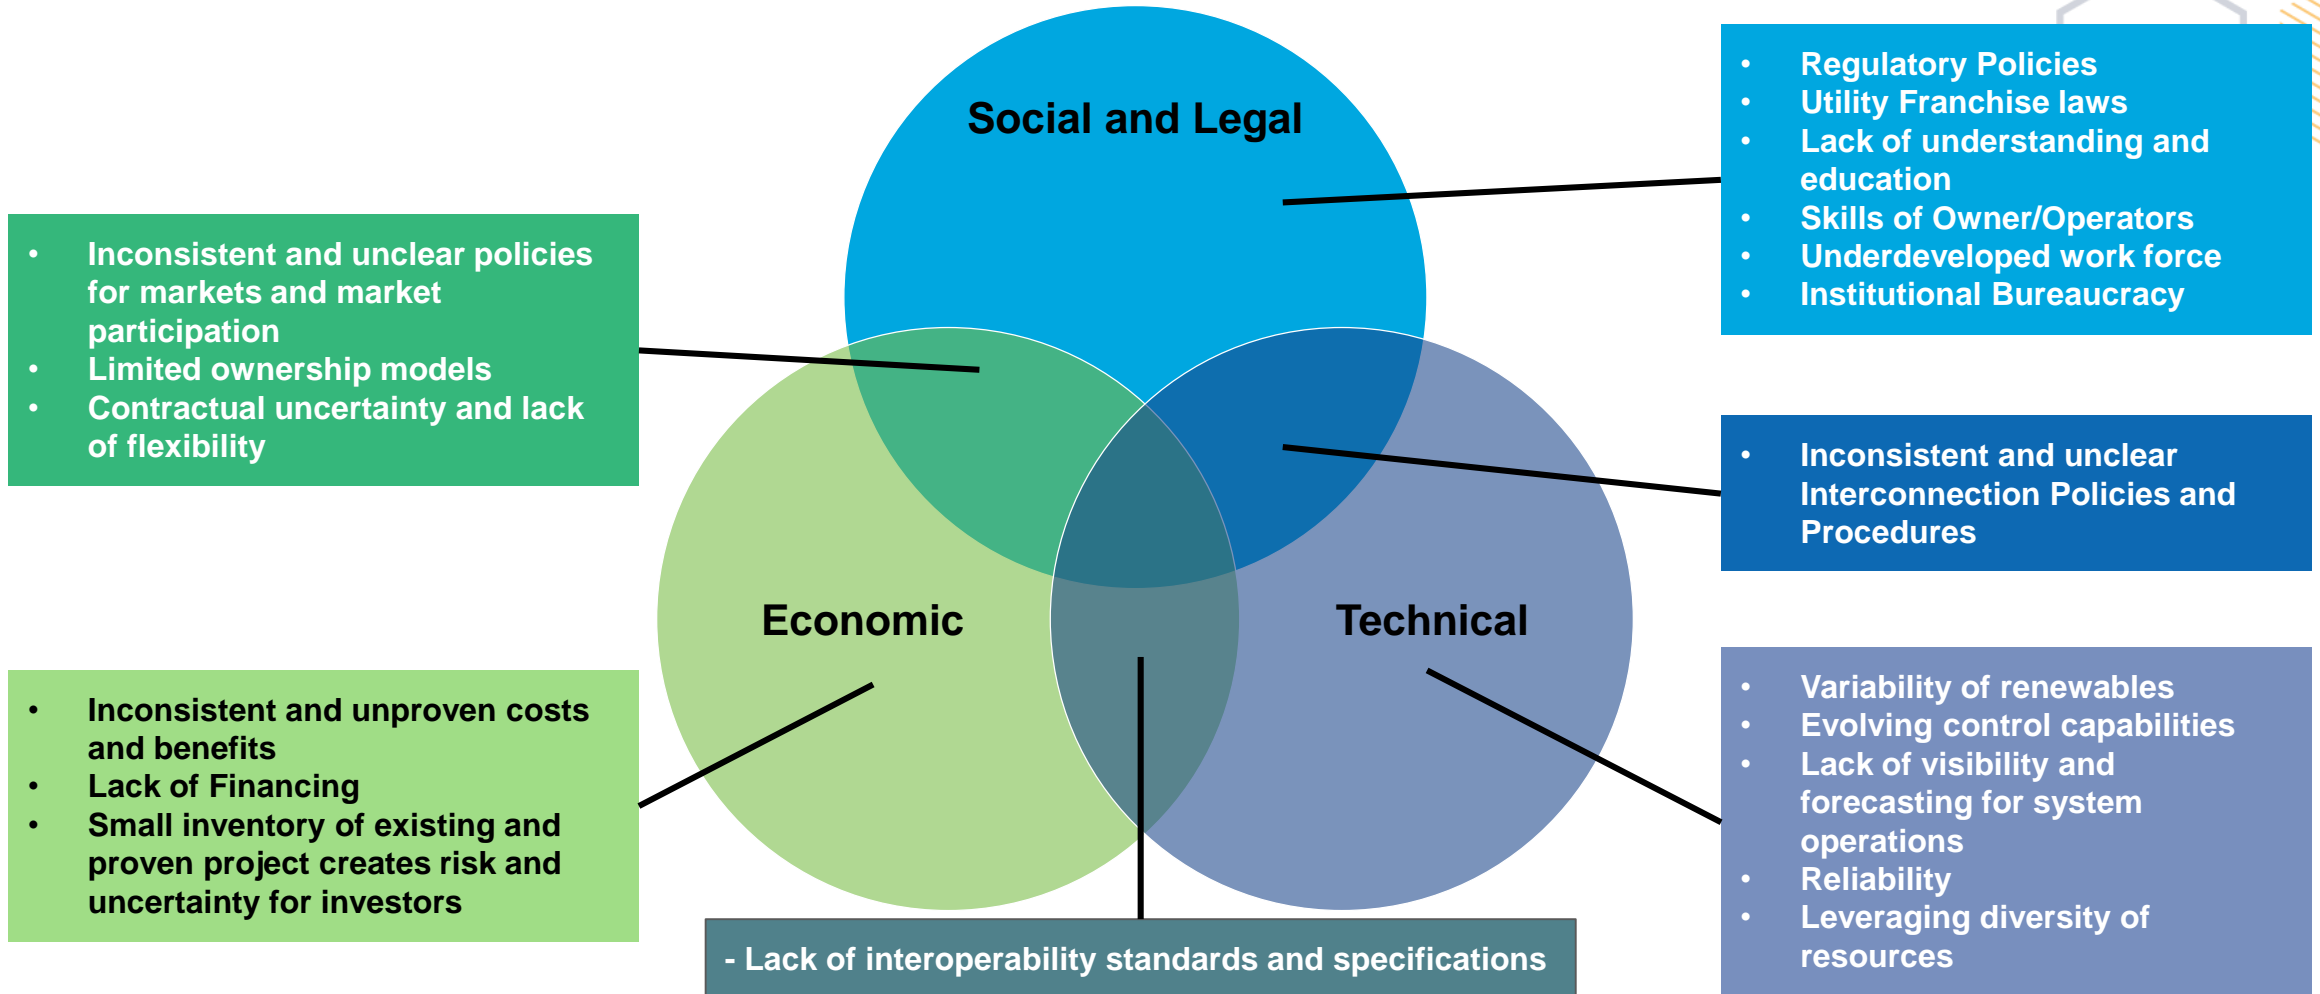 Social and Legal
Economic
Technical
• Inconsistent and unclear policies
for markets and market
participation
• Limited ownership models
• Contractual uncertainty and lack
of flexibility
• Inconsistent and unproven costs
and benefits
• Lack of Financing
• Small inventory of existing and
proven project creates risk and
uncertainty for investors
- Lack of interoperability standards and specifications
• Regulatory Policies
• Utility Franchise laws
• Lack of understanding and
education
• Skills of Owner/Operators
• Underdeveloped work force
• Institutional Bureaucracy
• Inconsistent and unclear
Interconnection Policies and
Procedures
• Variability of renewables
• Evolving control capabilities
• Lack of visibility and
forecasting for system
operations
• Reliability
• Leveraging diversity of
resources